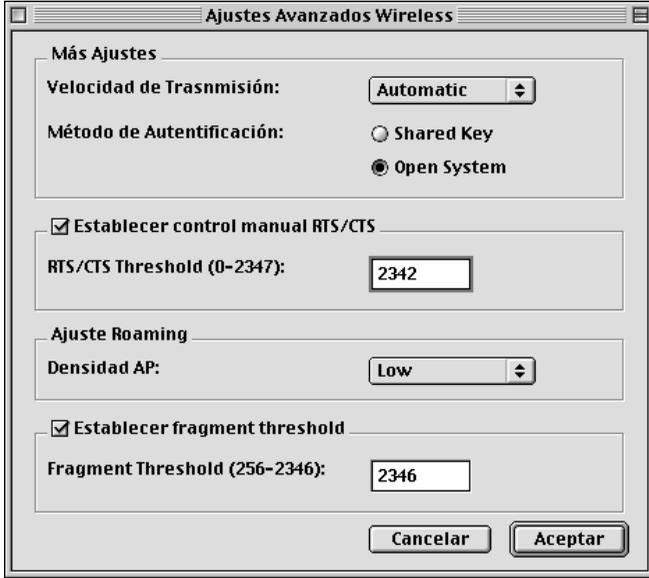 Ajustes Avanzados Wireless
Más Ajustes
Velocidad de Trasnmisión: Automatic
Método de Autentificación: Shared Key
Open System
Establecer control manual RTS/CTS
RTS/CTS Threshold (0-2347): 2342
Ajuste Roaming
Densidad AP: Low
Establecer fragment threshold
Fragment Threshold (256-2346): 2346
Cancelar Aceptar